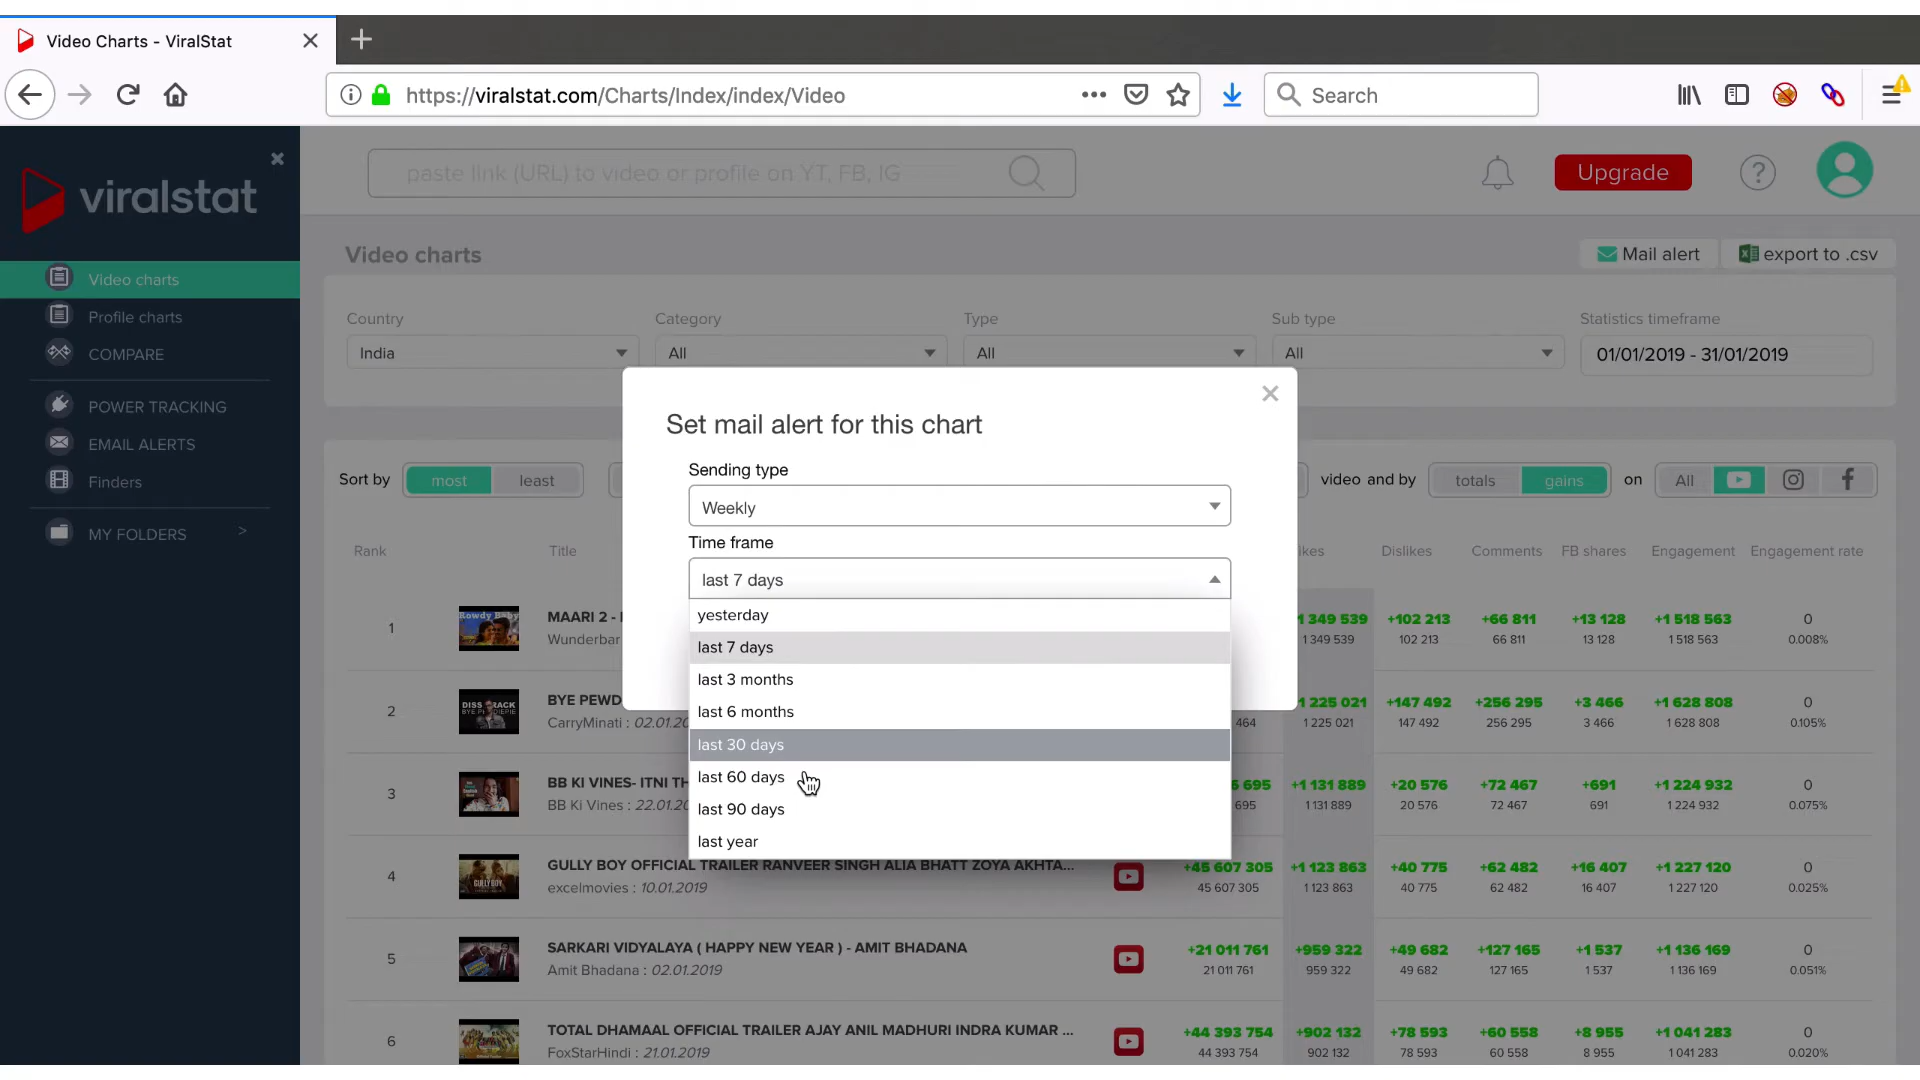 Video Charts - ViralStat
https://viralstat.com/Charts/Index/index/Video
Search
viralstat
paste link (URL) to video or profile on YT, FB, IG
Upgrade
?
Video charts
Profile charts
COMPARE
POWER TRACKING
EMAIL ALERTS
Finders
MY FOLDERS >
Video charts
Mail alert
export to .csv
Country Category Type Sub type Statistics timeframe
India All All All 01/01/2019 - 31/01/2019
Set mail alert for this chart
Sending type
Weekly
Time frame
last 7 days
yesterday
last 7 days
last 3 months
last 6 months
last 30 days
last 60 days
last 90 days
last year
Sort by most least video and by totals gains on All
Rank Title Dislikes Comments FB shares Engagement Engagement rate
1 MAARI 2 - 1 349 539 +102 213 +66 811 +13 128 +1 518 563 0
Rowdy Baby
Wunderbar 1 349 539 102 213 66 811 13 128 1 518 563 0.008%
2 BYE PEWD 1 225 021 +147 492 +256 295 +3 466 +1 628 808 0
CarryMinati : 02.01.20 464 1 225 021 147 492 256 295 3 466 1 628 808 0.105%
3 BB KI VINES- ITNI TH 695 +1 131 889 +20 576 +72 467 +691 +1 224 932 0
BB Ki Vines : 22.01.20 695 1 131 889 20 576 72 467 691 1 224 932 0.075%
4 GULLY BOY OFFICIAL TRAILER RANVEER SINGH ALIA BHATT ZOYA AKHTA... +45 607 305 +1 123 863 +40 775 +62 482 +16 407 +1 227 120 0
excelmovies : 10.01.2019 45 607 305 1 123 863 40 775 62 482 16 407 1 227 120 0.025%
5 SARKARI VIDYALAYA ( HAPPY NEW YEAR ) - AMIT BHADANA +21 011 761 +959 322 +49 682 +127 165 +1 537 +1 136 169 0
Amit Bhadana : 02.01.2019 21 011 761 959 322 49 682 127 165 1 537 1 136 169 0.051%
6 TOTAL DHAMAAL OFFICIAL TRAILER AJAY ANIL MADHURI INDRA KUMAR ... +44 393 754 +902 132 +78 593 +60 558 +8 955 +1 041 283 0
FoxStarHindi : 21.01.2019 44 393 754 902 132 78 593 60 558 8 955 1 041 283 0.020%